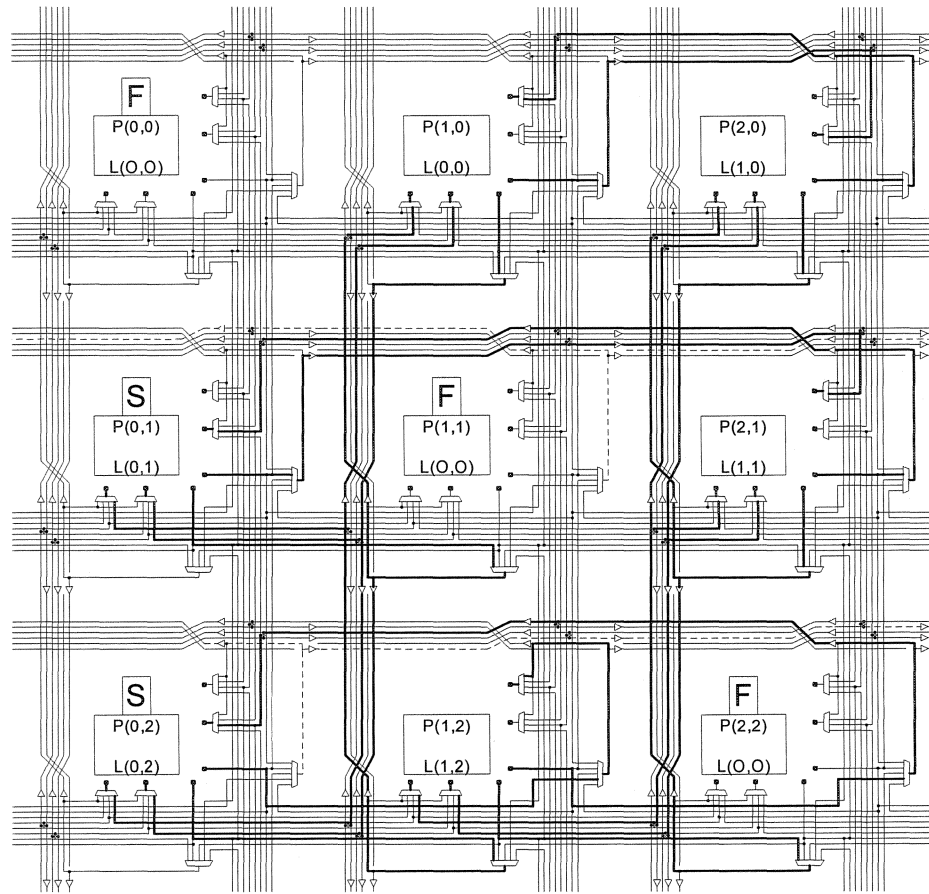 F
P(0,0)
L(O,O)
P(1,0)
L(0,0)
P(2,0)
L(1,0)
S
P(0,1)
L(0,1)
F
P(1,1)
L(O,O)
P(2,1)
L(1,1)
S
P(0,2)
L(0,2)
P(1,2)
L(1,2)
F
P(2,2)
L(O,O)